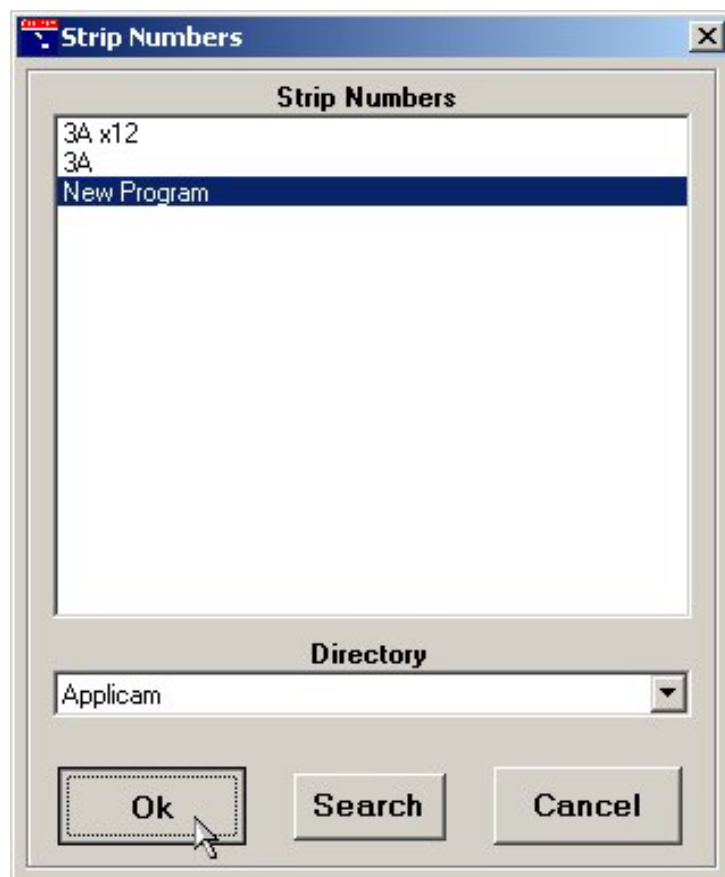 Strip Numbers
Strip Numbers
3A x12
3A
New Program
Directory
Applicam
Ok
Search
Cancel